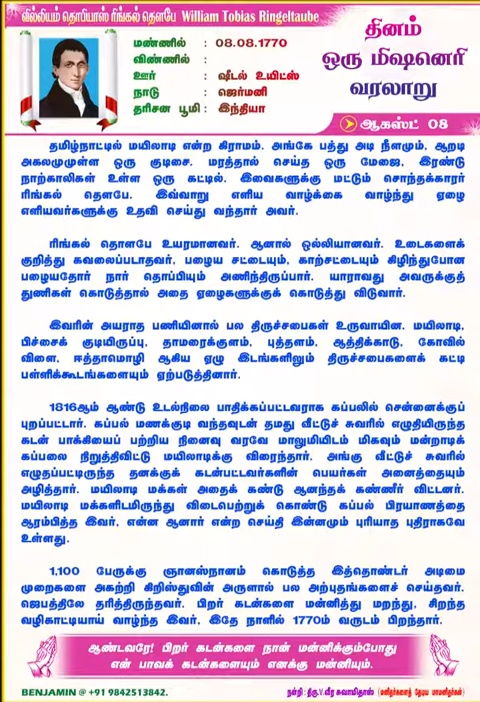 வில்லியம் தொபியாஸ் ரிங்கல் தௌபே William Tobias Ringeltaube
தினம்
ஒரு மிஷனெரி
வரலாறு
ஆகஸ்ட் 08
மண்ணில் : 08.08.1770
விண்ணில் :
ஊர் : ஷீடல் உயிட்ஸ்
நாடு : ஜெர்மனி
தரிசன பூமி : இந்தியா
தமிழ்நாட்டில் மயிலாடி என்ற கிராமம். அங்கே பத்து அடி நீளமும், ஆறடி
அகலமுமுள்ள ஒரு குடிசை. மரத்தால் செய்த ஒரு மேஜை, இரண்டு
நாற்காலிகள் உள்ள ஒரு கட்டில். இவைகளுக்கு மட்டும் சொந்தக்காரர்
ரிங்கல் தௌபே. இவ்வாறு எளிய வாழ்க்கை வாழ்ந்து ஏழை
எளியவர்களுக்கு உதவி செய்து வந்தார் அவர்.
ரிங்கல் தௌபே உயரமானவர். ஆனால் ஒல்லியானவர். உடைகளைக்
குறித்து கவலைப்படாதவர், பழைய சட்டையும், காற்சட்டையும் கிழிந்துபோன
பழையதோர் நார் தொப்பியும் அணிந்திருப்பார். யாராவது அவருக்குத்
துணிகள் கொடுத்தால் அதை ஏழைகளுக்குக் கொடுத்து விடுவார்.
இவரின் அயராத பணியினால் பல திருச்சபைகள் உருவாயின. மயிலாடி,
பிச்சைக் குடியிருப்பு, தாமரைக்குளம், புத்தளம், ஆத்திக்காடு, கோவில்
விளை, ஈத்தாமொழி ஆகிய ஏழு இடங்களிலும் திருச்சபைகளைக் கட்டி
பள்ளிக்கூடங்களையும் ஏற்படுத்தினார்.
1816ஆம் ஆண்டு உடல்நிலை பாதிக்கப்பட்டவராக கப்பலில் சென்னைக்குப்
புறப்பட்டார். கப்பல் மணக்குடி வந்தவுடன் தமது வீட்டுச் சுவரில் எழுதியிருந்த
கடன் பாக்கியைப் பற்றிய நினைவு வரவே மாலுமியிடம் மிகவும் மன்றாடிக்
கப்பலை நிறுத்திவிட்டு மயிலாடிக்கு விரைந்தார். அங்கு வீட்டுச் சுவரில்
எழுதப்பட்டிருந்த தனக்குக் கடன்பட்டவர்களின் பெயர்கள் அனைத்தையும்
அழித்தார். மயிலாடி மக்கள் அதைக் கண்டு ஆனந்தக் கண்ணீர் விட்டனர்.
மயிலாடி மக்களிடமிருந்து விடைபெற்றுக் கொண்டு கப்பல் பிரயாணத்தை
ஆரம்பித்த இவர், என்ன ஆனார் என்ற செய்தி இன்னமும் புரியாத புதிராகவே
உள்ளது.
1,100 பேருக்கு ஞானஸ்நானம் கொடுத்த இத்தொண்டர் அடிமை
முறைகளை அகற்றி கிறிஸ்துவின் அருளால் பல அற்புதங்களைச் செய்தவர்.
ஜெபத்திலே தரித்திருந்தவர். பிறர் கடன்களை மன்னித்து மறந்து, சிறந்த
வழிகாட்டியாய் வாழ்ந்த இவர், இதே நாளில் 1770ம் வருடம் பிறந்தார்.
ஆண்டவரே! பிறர் கடன்களை நான் மன்னிக்கும்போது
என் பாவக் கடன்களையும் எனக்கு மன்னியும்.
BENJAMIN @ +91 9842513842.
நன்றி : திரு.V.வீர சுவாமிதாஸ் (மனிதர்களைத் தேடிய மாமனிதர்கள்)